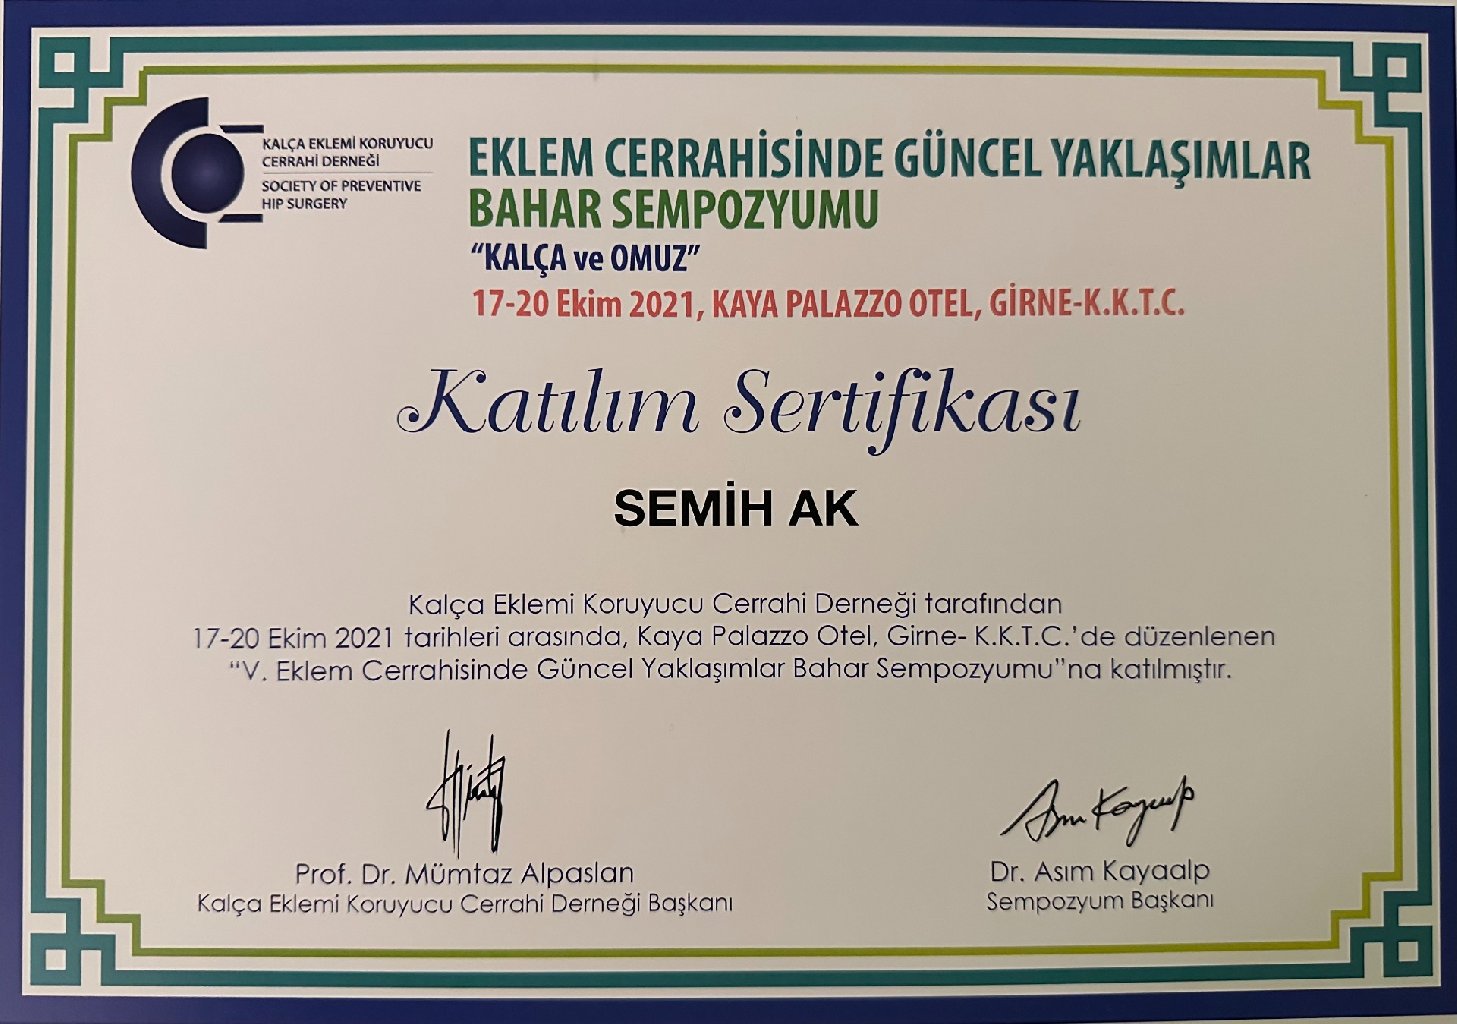 KALÇA EKLEMİ KORUYUCU
CERRAHİ DERNEĞİ
SOCIETY OF PREVENTIVE
HIP SURGERY
EKLEM CERRAHİSİNDE GÜNCEL YAKLAŞIMLAR
BAHAR SEMPOZYUMU
“KALÇA ve OMUZ”
17-20 Ekim 2021, KAYA PALAZZO OTEL, GİRNE-K.K.T.C.
Katılım Sertifikası
SEMİH AK
Kalça Eklemi Koruyucu Cerrahi Derneği tarafından
17-20 Ekim 2021 tarihleri arasında, Kaya Palazzo Otel, Girne- K.K.T.C.’de düzenlenen
“V. Eklem Cerrahisinde Güncel Yaklaşımlar Bahar Sempozyumu”na katılmıştır.
Asım Kayaalp
Prof. Dr. Mümtaz Alpaslan
Kalça Eklemi Koruyucu Cerrahi Derneği Başkanı
Dr. Asım Kayaalp
Sempozyum Başkanı